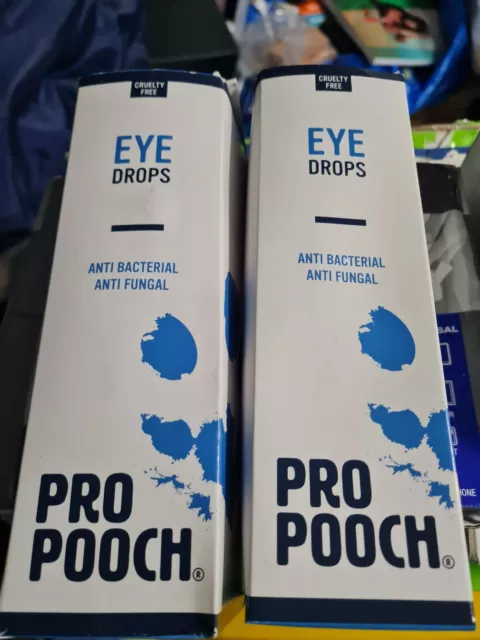 CRUELTY
FREE
EYE
DROPS
ANTI BACTERIAL
ANTI FUNGAL
PRO
POOCH®
CRUELTY
FREE
EYE
DROPS
ANTI BACTERIAL
ANTI FUNGAL
PRO
POOCH®